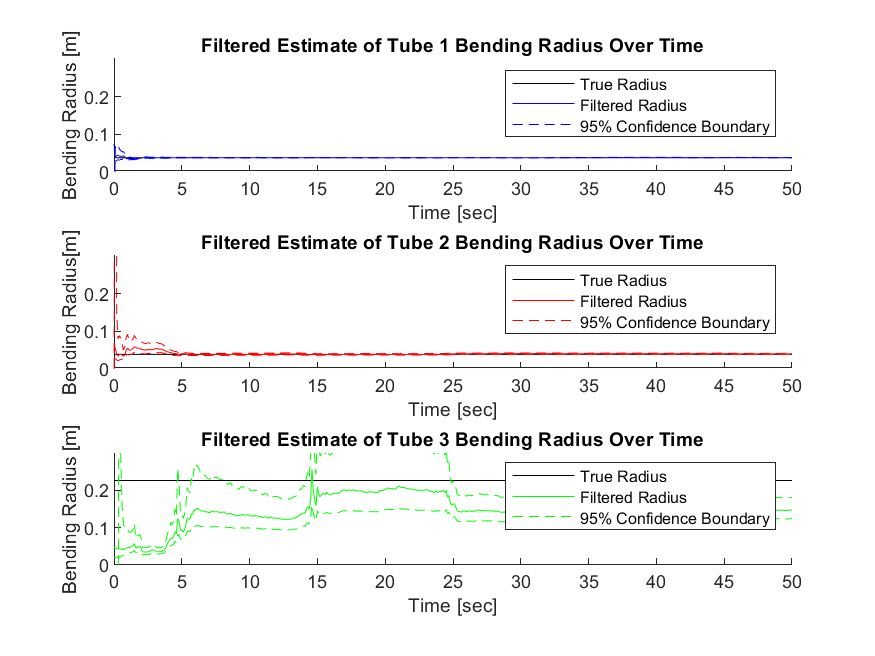 Filtered Estimate of Tube 1 Bending Radius Over Time
Bending Radius [m]
0.2
0.1
0
True Radius
Filtered Radius
95% Confidence Boundary
0 5 10 15 20 25 30 35 40 45 50
Time [sec]
Filtered Estimate of Tube 2 Bending Radius Over Time
Bending Radius[m]
0.2
0.1
0
True Radius
Filtered Radius
95% Confidence Boundary
0 5 10 15 20 25 30 35 40 45 50
Time [sec]
Filtered Estimate of Tube 3 Bending Radius Over Time
Bending Radius [m]
0.2
0.1
0
True Radius
Filtered Radius
95% Confidence Boundary
0 5 10 15 20 25 30 35 40 45 50
Time [sec]